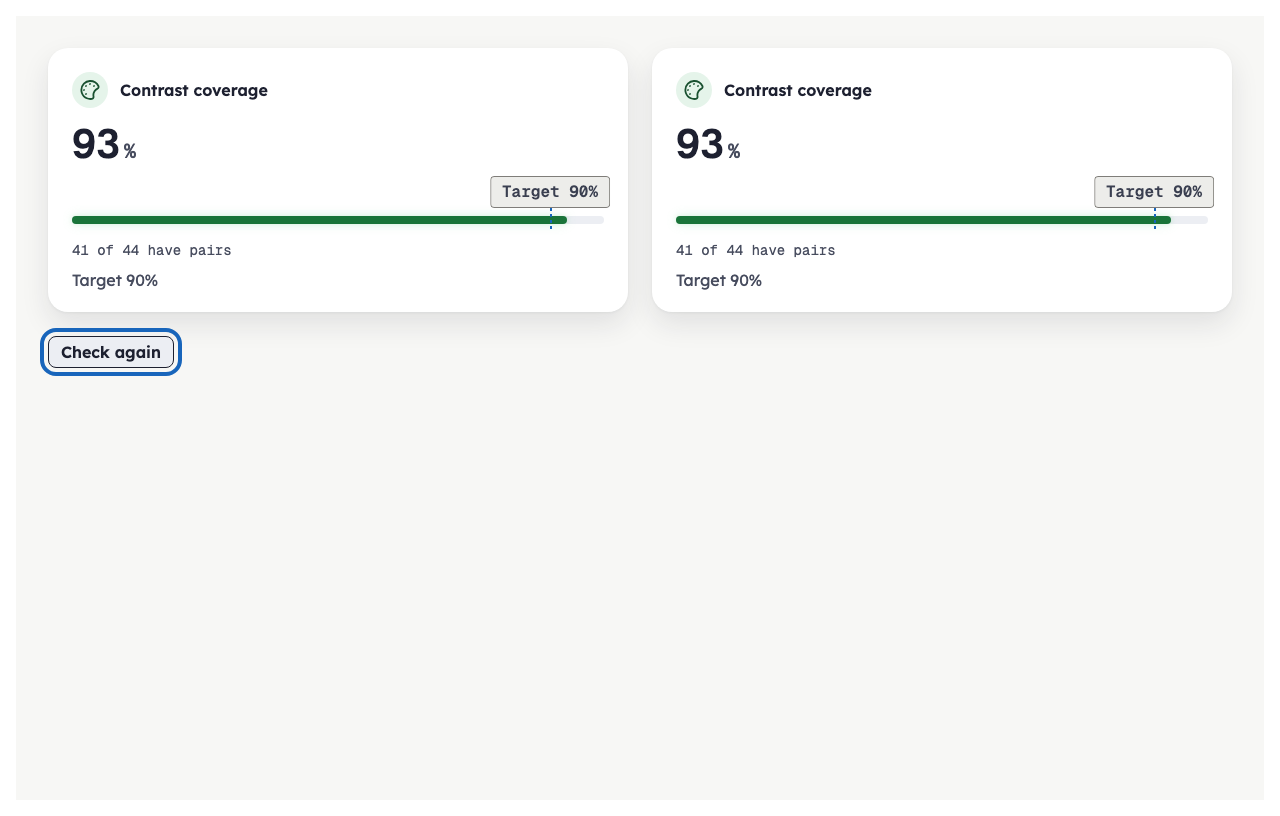 Contrast coverage
93%
Target 90%
41 of 44 have pairs
Target 90%
Contrast coverage
93%
Target 90%
41 of 44 have pairs
Target 90%
Check again